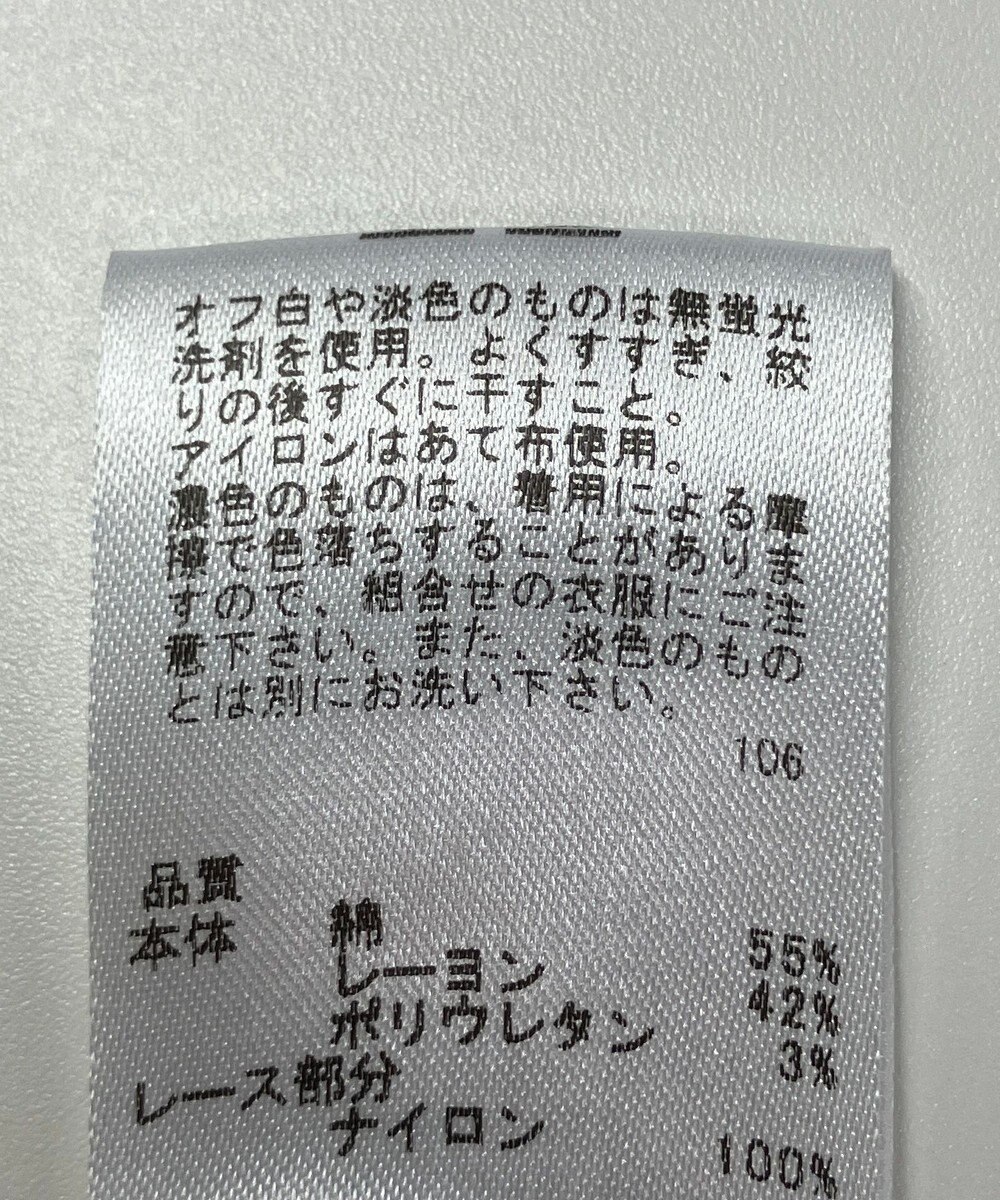 オフ白や淡色のものは無蛍光
洗剤を使用。よくすすぎ、絞
りの後すぐに干すこと。
アイロンはあて布使用。
濃色のものは、着用による摩
擦で色落ちすることがありま
すので、組合せの衣服にご注
意下さい。また、淡色のもの
とは別にお洗い下さい。
106
品質
本体 綿 55%
レーヨン 42%
ポリウレタン 3%
レース部分
ナイロン 100%